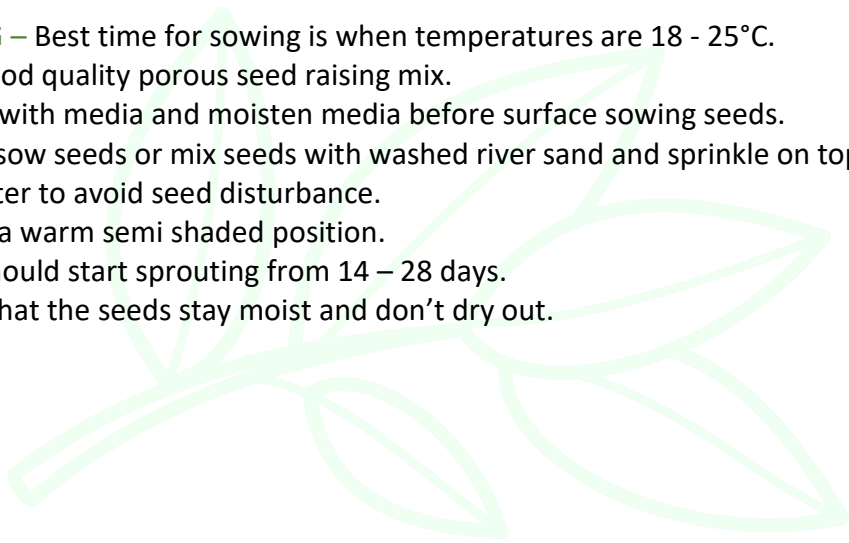 – Best time for sowing is when temperatures are 18 - 25°C.
od quality porous seed raising mix.
with media and moisten media before surface sowing seeds.
sow seeds or mix seeds with washed river sand and sprinkle on top
ter to avoid seed disturbance.
a warm semi shaded position.
ould start sprouting from 14 – 28 days.
hat the seeds stay moist and don’t dry out.